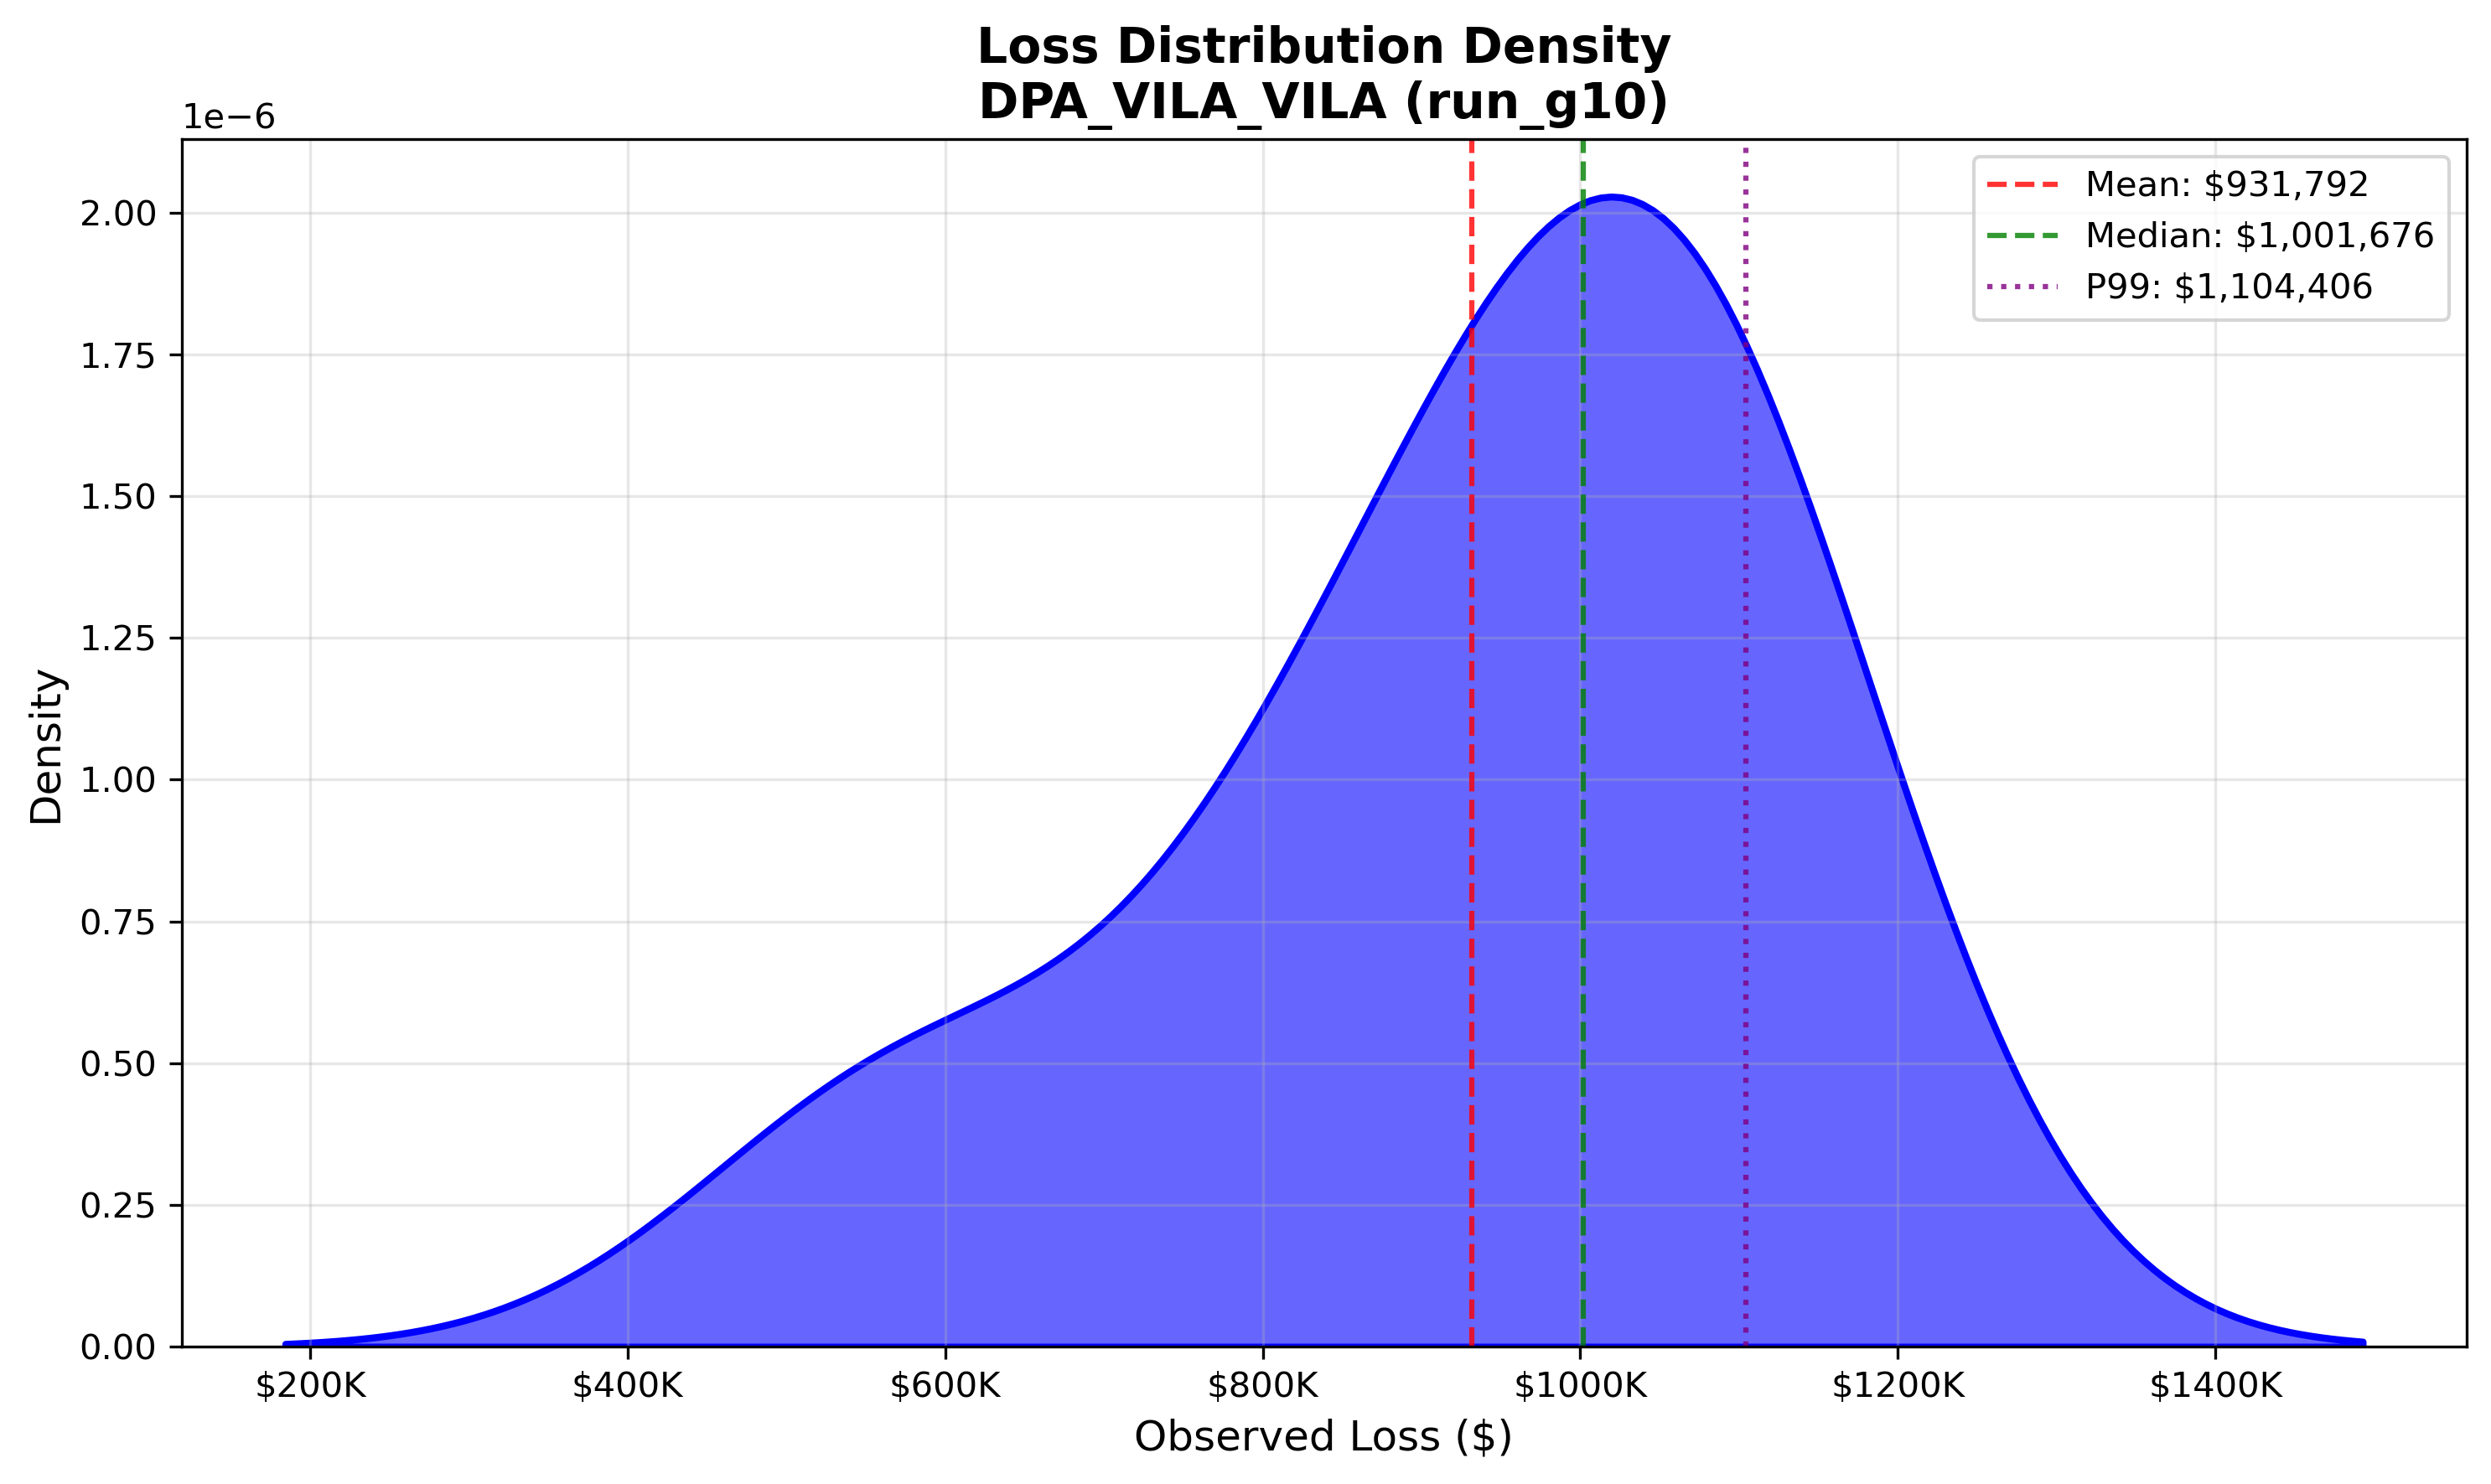 Loss Distribution Density
DPA_VILA_VILA (run_g10)
1e−6
Mean: $931,792
Median: $1,001,676
P99: $1,104,406
2.00
1.75
1.50
1.25
1.00
0.75
0.50
0.25
0.00
Density
$200K $400K $600K $800K $1000K $1200K $1400K
Observed Loss ($)